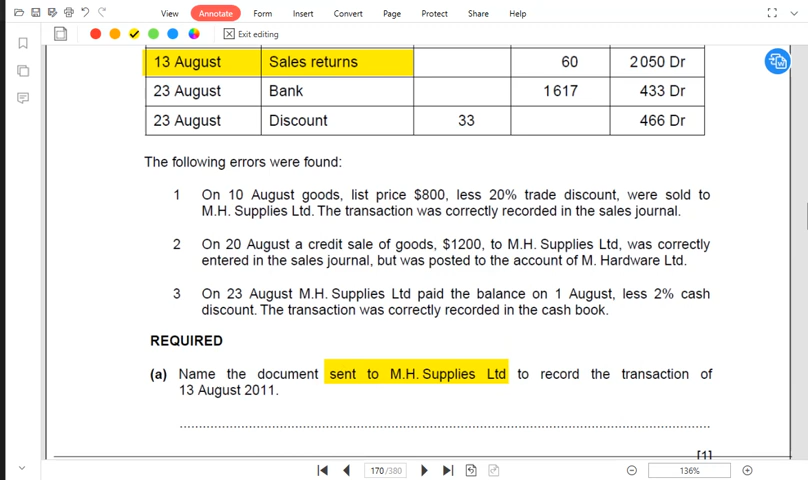 View Annotate Form Insert Convert Page Protect Share Help
Exit editing
13 August Sales returns 60 2 050 Dr
23 August Bank 1 617 433 Dr
23 August Discount 33 466 Dr
The following errors were found:
1 On 10 August goods, list price $800, less 20% trade discount, were sold to
M.H. Supplies Ltd. The transaction was correctly recorded in the sales journal.
2 On 20 August a credit sale of goods, $1200, to M.H. Supplies Ltd, was correctly
entered in the sales journal, but was posted to the account of M. Hardware Ltd.
3 On 23 August M.H. Supplies Ltd paid the balance on 1 August, less 2% cash
discount. The transaction was correctly recorded in the cash book.
REQUIRED
(a) Name the document sent to M.H. Supplies Ltd to record the transaction of
13 August 2011.
[1]
170 /380 136%